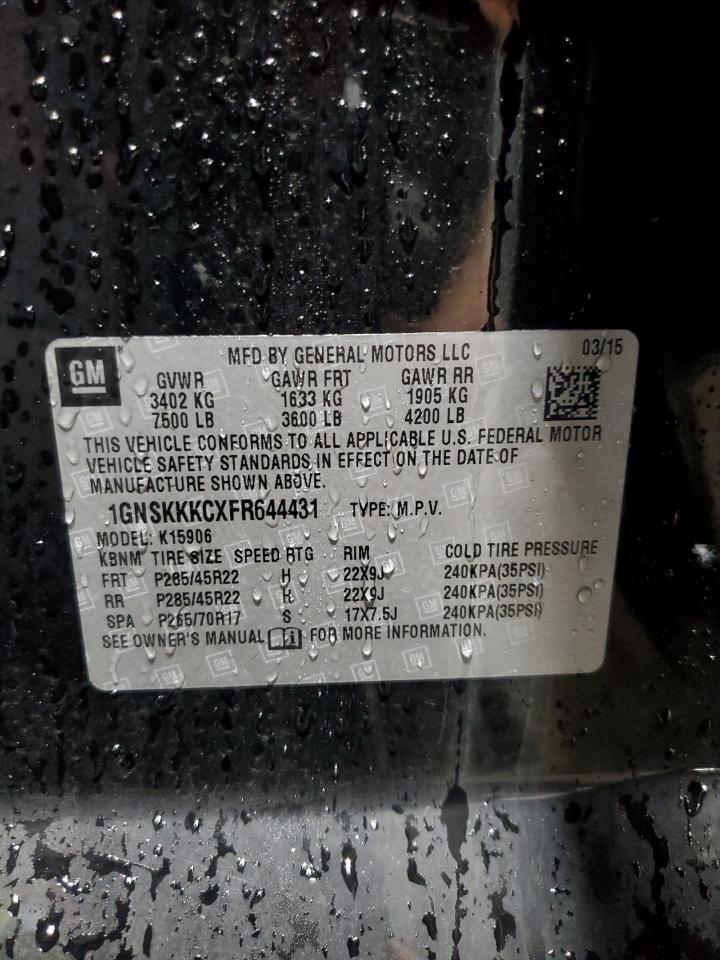 GM
MFD BY GENERAL MOTORS LLC 03/15
GVWR GAWR FRT GAWR RR
3402 KG 1633 KG 1905 KG
7500 LB 3600 LB 4200 LB
THIS VEHICLE CONFORMS TO ALL APPLICABLE U.S. FEDERAL MOTOR
VEHICLE SAFETY STANDARDS IN EFFECT ON THE DATE OF
MANUFACTURE SHOWN ABOVE.
1GNSKKKCXFR644431 TYPE: M.P.V.
MODEL: K15906
KBNM TIRE SIZE SPEED RTG RIM COLD TIRE PRESSURE
FRT P285/45R22 H 22X9J 240KPA(35PSI)
RR P285/45R22 H 22X9J 240KPA(35PSI)
SPA P265/70R17 S 17X7.5J 240KPA(35PSI)
SEE OWNER'S MANUAL FOR MORE INFORMATION.